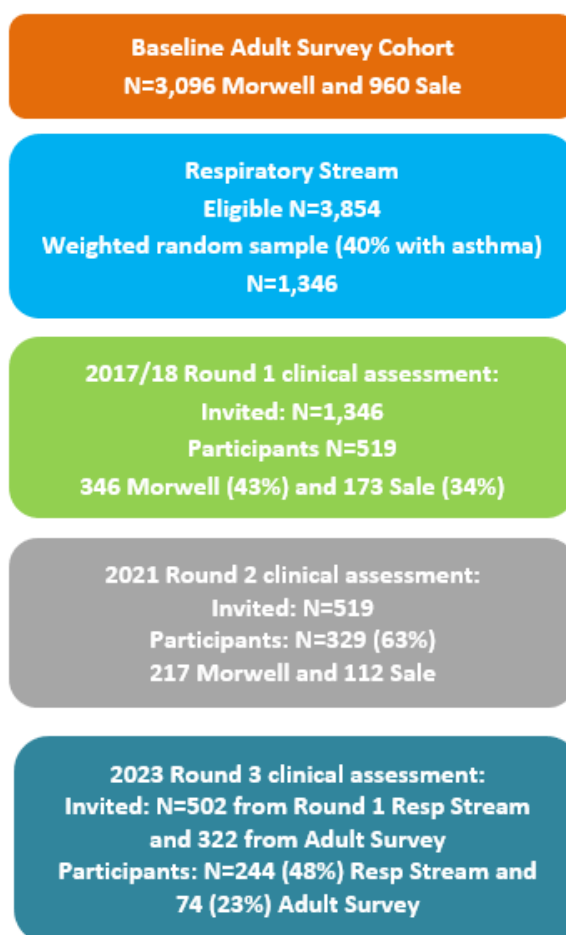 Baseline Adult Survey Cohort
N=3,096 Morwell and 960 Sale
Respiratory Stream
Eligible N=3,854
Weighted random sample (40% with asthma)
N=1,346
2017/18 Round 1 clinical assessment:
Invited: N=1,346
Participants N=519
346 Morwell (43%) and 173 Sale (34%)
2021 Round 2 clinical assessment:
Invited: N=519
Participants: N=329 (63%)
217 Morwell and 112 Sale
2023 Round 3 clinical assessment:
Invited: N=502 from Round 1 Resp Stream
and 322 from Adult Survey
Participants: N=244 (48%) Resp Stream and
74 (23%) Adult Survey